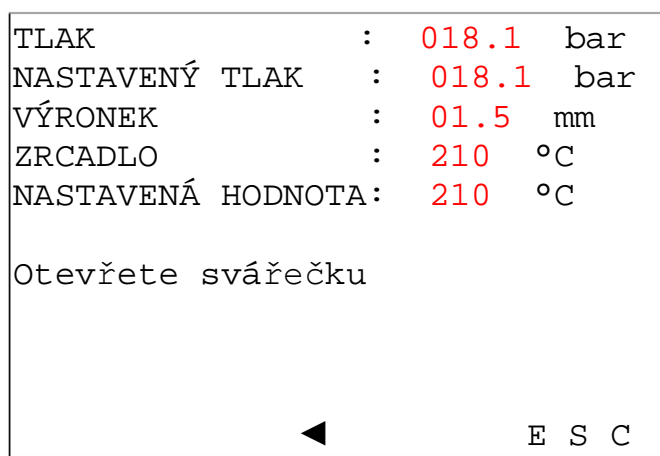 TLAK : 018.1 bar
NASTAVENÝ TLAK : 018.1 bar
VÝRONEK : 01.5 mm
ZRCADLO : 210 °C
NASTAVENÁ HODNOTA: 210 °C
Otevřete svářečku
◄ E S C